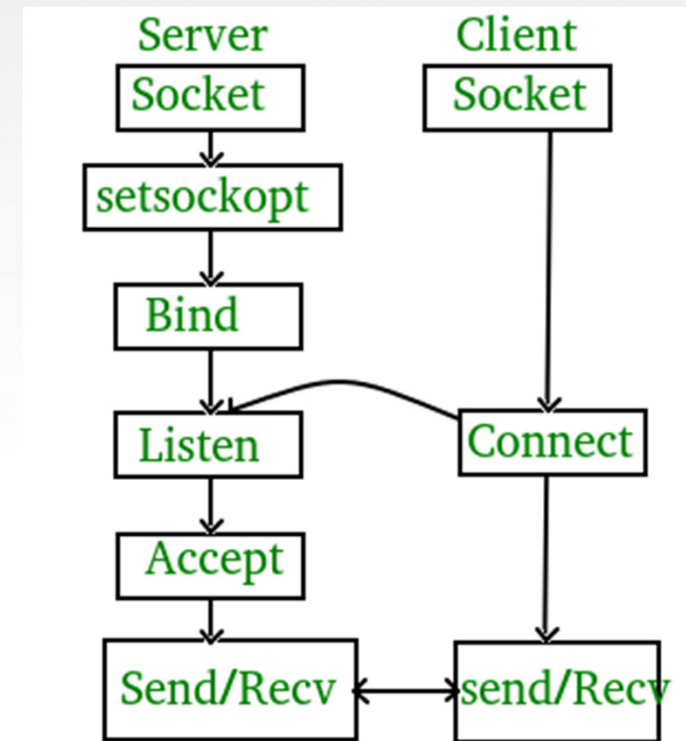 Server
Client
Socket
Socket
setsockopt
Bind
Listen
Connect
Accept
Send/Recv
send/Recv